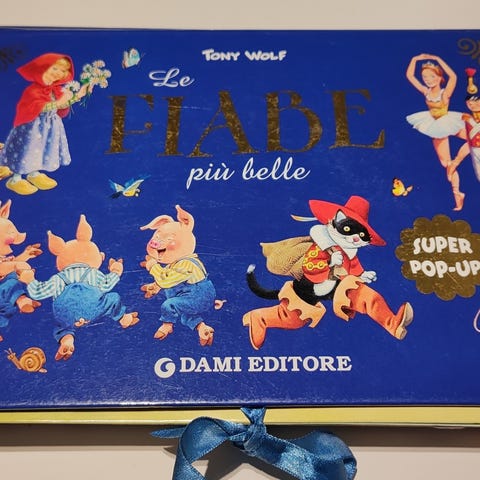 TONY WOLF
Le
FIABE
più belle
SUPER
POP-UP
DAMI EDITORE